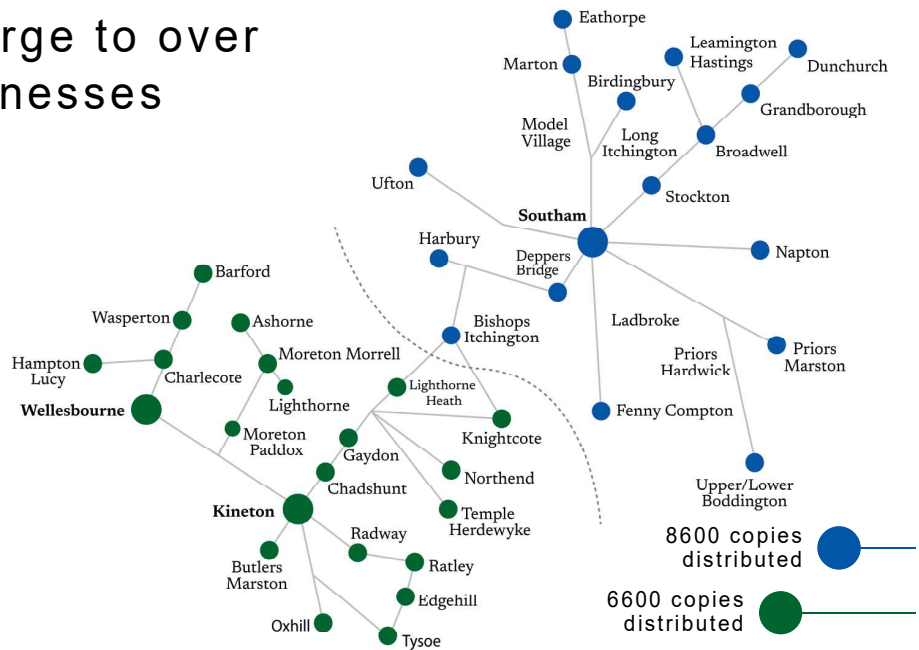 rge to over
nesses
Eathorpe
Marton
Birdingbury
Leamington
Hastings
Dunchurch
Grandborough
Model
Village
Long
Itchington
Broadwell
Ufton
Stockton
Southam
Harbury
Deppers
Bridge
Napton
Barford
Wasperton
Ashorne
Bishops
Itchington
Ladbroke
Hampton
Lucy
Charlecote
Moreton Morrell
Priors
Hardwick
Priors
Marston
Lighthorne
Lighthorne
Heath
Wellesbourne
Fenny Compton
Moreton
Paddox
Knightcote
Gaydon
Northend
Chadshunt
Upper/Lower
Boddington
Kineton
Temple
Herdewyke
Radway
8600 copies
distributed
Butlers
Marston
Ratley
Edgehill
6600 copies
distributed
Oxhill
Tysoe